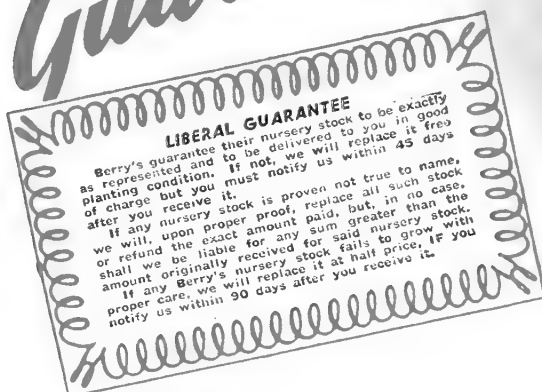 LIBERAL GUARANTEE
Berry's guarantee their nursery stock to be exactly
as represented and to be delivered to you in good
planting condition. If not, we will replace it free
of charge but you must notify us within 45 days
after you receive it.
If any nursery stock is proven not true to name,
we will, upon proper proof, replace all such stock
or refund the exact amount paid, but, in no case,
shall we be liable for any sum greater than the
amount originally received for said nursery stock.
If any Berry's nursery stock fails to grow with
proper care, we will replace it at half price, IF you
notify us within 90 days after you receive it.